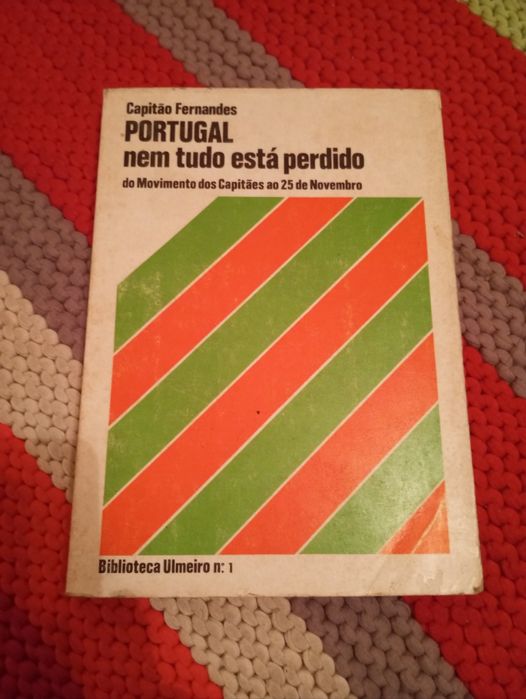 Capitão Fernandes
PORTUGAL
nem tudo está perdido
do Movimento dos Capitães ao 25 de Novembro
Biblioteca Ulmeiro n.º 1